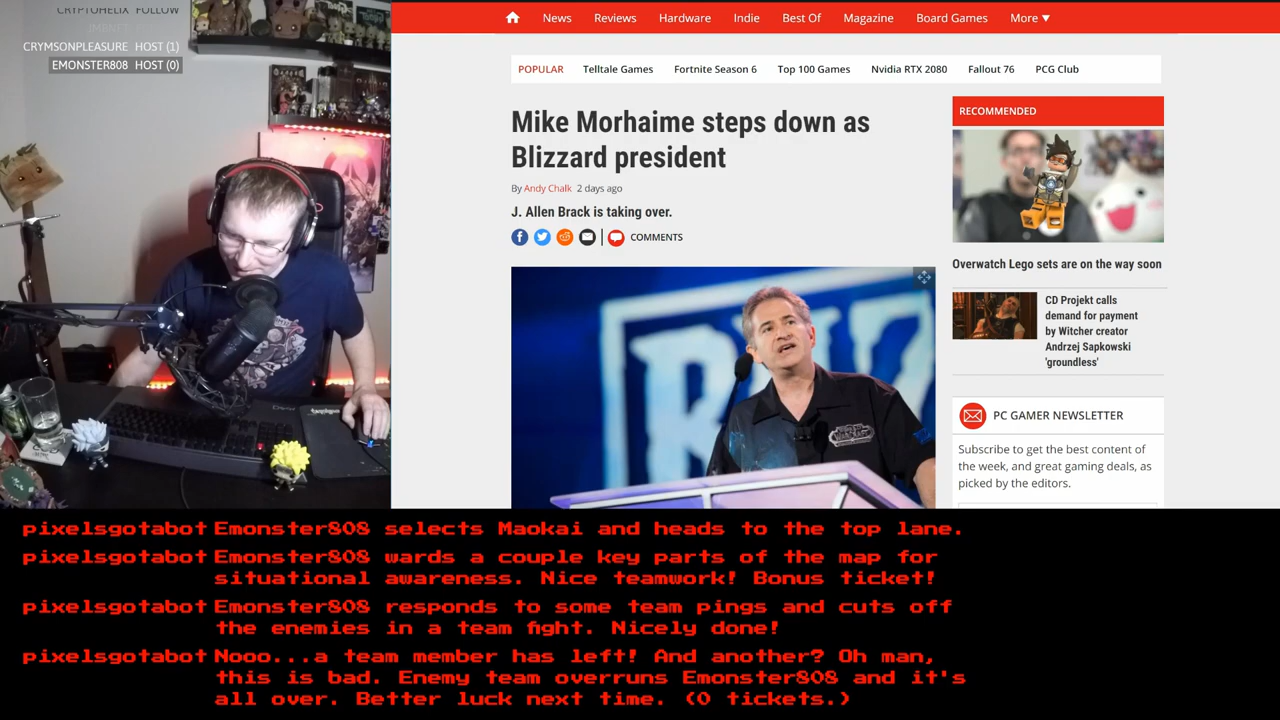 CRYPTOHELIX FOLLOW
JMBNET
CRYMSONPLEASURE HOST (1)
EMONSTER808 HOST (0)
News Reviews Hardware Indie Best Of Magazine Board Games More ▼
POPULAR Telltale Games Fortnite Season 6 Top 100 Games Nvidia RTX 2080 Fallout 76 PCG Club
Mike Morhaime steps down as
Blizzard president
By Andy Chalk 2 days ago
J. Allen Brack is taking over.
COMMENTS
RECOMMENDED
Overwatch Lego sets are on the way soon
CD Projekt calls
demand for payment
by Witcher creator
Andrzej Sapkowski
'groundless'
PC GAMER NEWSLETTER
Subscribe to get the best content of
the week, and great gaming deals, as
picked by the editors.
pixelsgotabot Emonster808 selects Maokai and heads to the top lane.
pixelsgotabot Emonster808 wards a couple key parts of the map for
situational awareness. Nice teamwork! Bonus ticket!
pixelsgotabot Emonster808 responds to some team pings and cuts off
the enemies in a team fight. Nicely done!
pixelsgotabot Nooo...a team member has left! And another? Oh man,
this is bad. Enemy team overruns Emonster808 and it's
all over. Better luck next time. (0 tickets.)